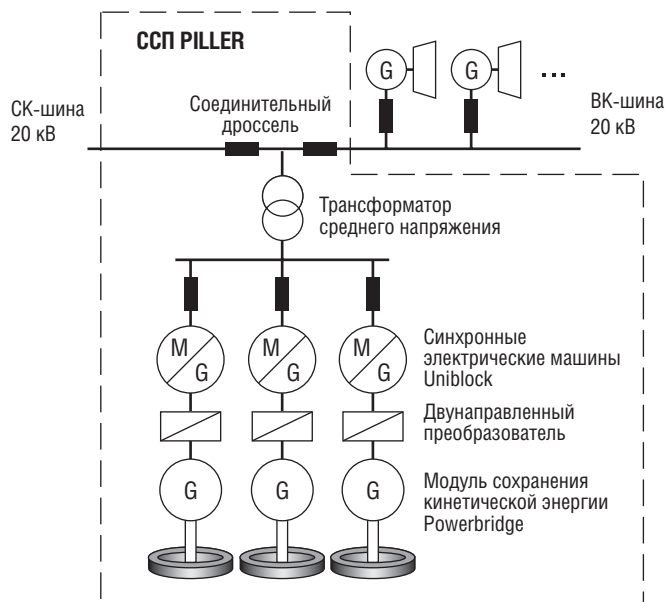 ССП PILLER
G
G
...
СК-шина
20 кВ
Соединительный
дроссель
ВК-шина
20 кВ
Трансформатор
среднего напряжения
M
G
M
G
M
G
Синхронные
электрические машины
Uniblock
Двунаправленный
преобразователь
G
G
G
Модуль сохранения
кинетической энергии
Powerbridge